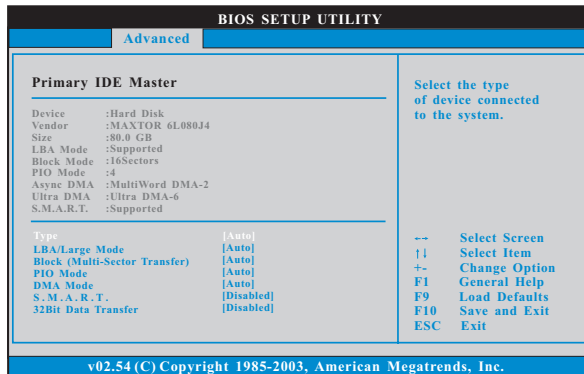 BIOS SETUP UTILITY
Advanced
Primary IDE Master
Device :Hard Disk
Vendor :MAXTOR 6L080J4
Size :80.0 GB
LBA Mode :Supported
Block Mode :16Sectors
PIO Mode :4
Async DMA :MultiWord DMA-2
Ultra DMA :Ultra DMA-6
S.M.A.R.T. :Supported
Type [Auto]
LBA/Large Mode [Auto]
Block (Multi-Sector Transfer) [Auto]
PIO Mode [Auto]
DMA Mode [Auto]
S.M.A.R.T. [Disabled]
32Bit Data Transfer [Disabled]
Select the type
of device connected
to the system.
←→ Select Screen
↑↓ Select Item
+- Change Option
F1 General Help
F9 Load Defaults
F10 Save and Exit
ESC Exit
v02.54 (C) Copyright 1985-2003, American Megatrends, Inc.